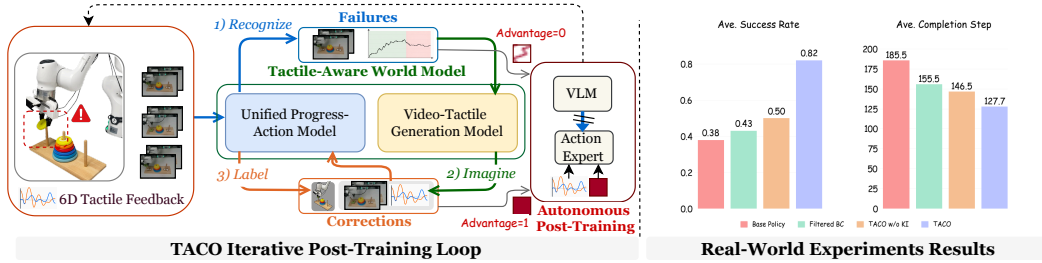 1) Recognize
Failures
Advantage=0
Tactile-Aware World Model
Unified Progress-
Action Model
Video-Tactile
Generation Model
VLM
Action
Expert
6D Tactile Feedback
3) Label
2) Imagine
Corrections
Advantage=1
Autonomous
Post-Training
TACO Iterative Post-Training Loop
Ave. Success Rate
0.8
0.6
0.4
0.2
0.0
0.38
0.43
0.50
0.82
Ave. Completion Step
200
175
150
125
100
75
50
25
0
185.5
155.5
146.5
127.7
Base Policy
Filtered BC
TACO w/o KI
TACO
Real-World Experiments Results